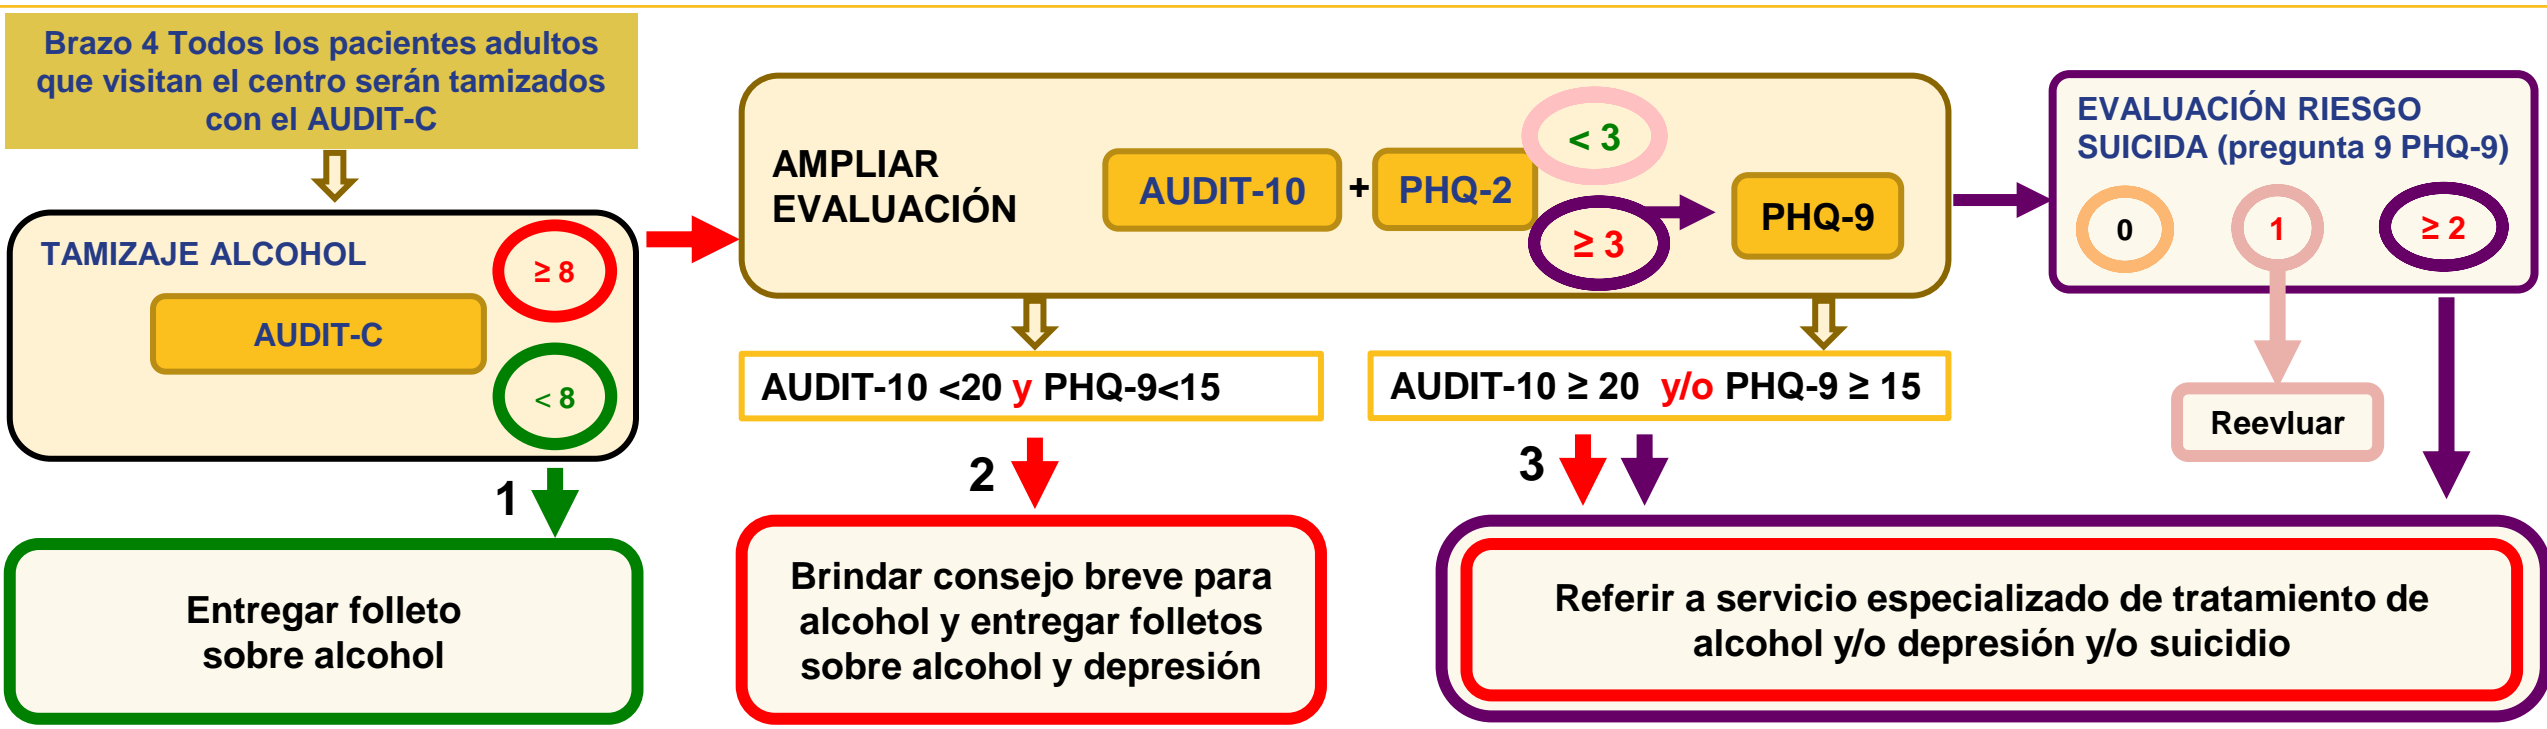 Brazo 4 Todos los pacientes adultos
que visitan el centro serán tamizados
con el AUDIT-C
TAMIZAJE ALCOHOL
≥ 8
AUDIT-C
< 8
1
Entregar folleto
sobre alcohol
AMPLIAR
EVALUACIÓN
AUDIT-10
+
PHQ-2
< 3
≥ 3
PHQ-9
AUDIT-10 <20 y PHQ-9<15
2
Brindar consejo breve para
alcohol y entregar folletos
sobre alcohol y depresión
AUDIT-10 ≥ 20 y/o PHQ-9 ≥ 15
3
EVALUACIÓN RIESGO
SUICIDA (pregunta 9 PHQ-9)
0
1
≥ 2
Reevluar
Referir a servicio especializado de tratamiento de
alcohol y/o depresión y/o suicidio